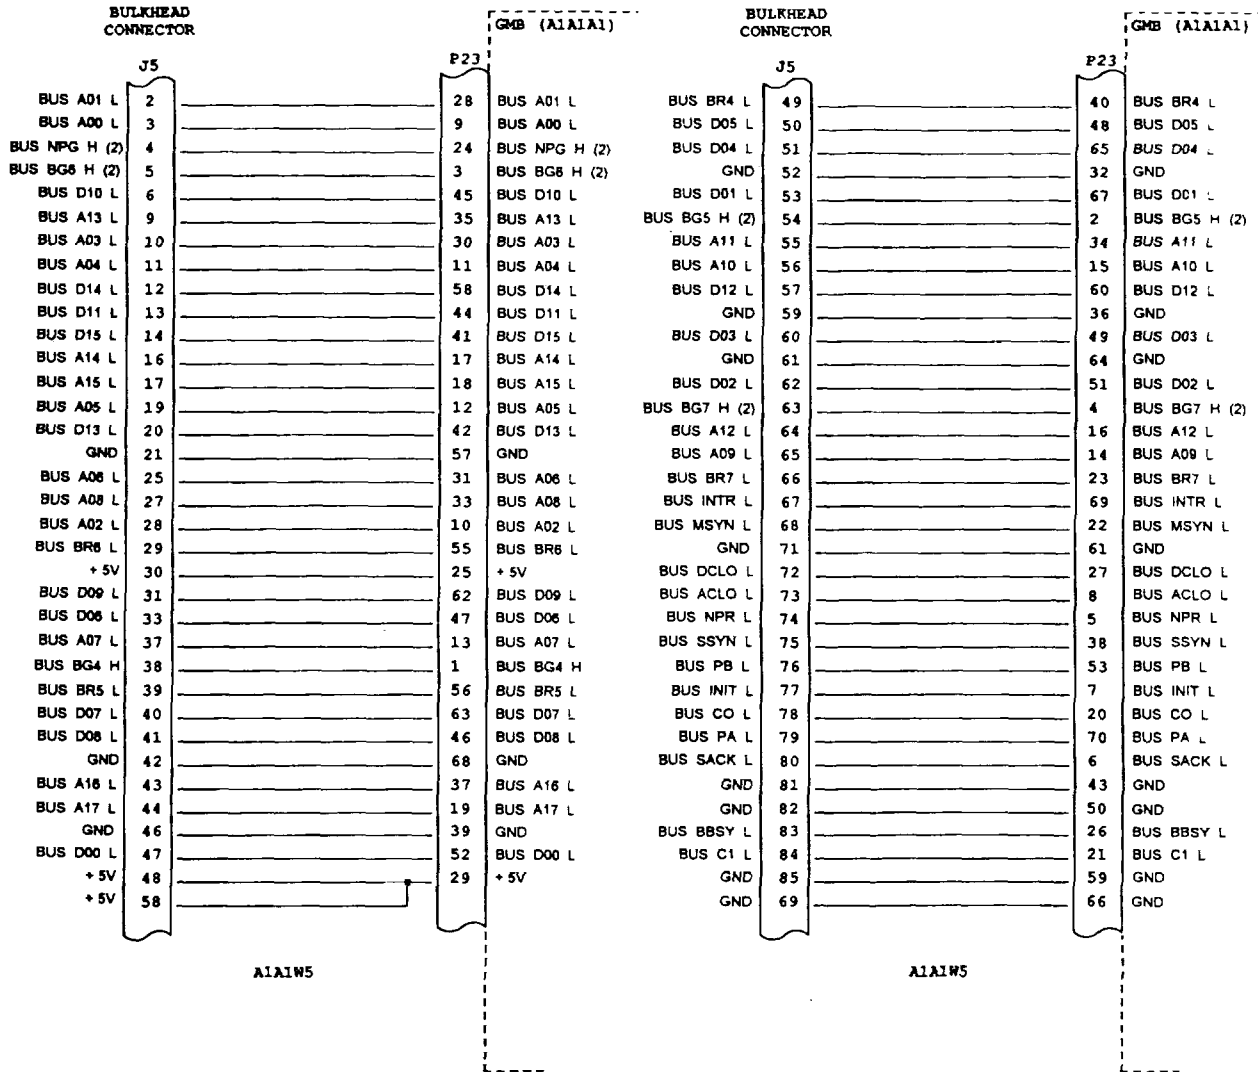 BULKHEAD
CONNECTOR
GMB (A1A1A1)
J5 P23
BUS A01 L 2 28 BUS A01 L
BUS A00 L 3 9 BUS A00 L
BUS NPG H (2) 4 24 BUS NPG H (2)
BUS BG6 H (2) 5 3 BUS BG6 H (2)
BUS D10 L 6 45 BUS D10 L
BUS A13 L 9 35 BUS A13 L
BUS A03 L 10 30 BUS A03 L
BUS A04 L 11 11 BUS A04 L
BUS D14 L 12 58 BUS D14 L
BUS D11 L 13 44 BUS D11 L
BUS D15 L 14 41 BUS D15 L
BUS A14 L 16 17 BUS A14 L
BUS A15 L 17 18 BUS A15 L
BUS A05 L 19 12 BUS A05 L
BUS D13 L 20 42 BUS D13 L
GND 21 57 GND
BUS A06 L 25 31 BUS A06 L
BUS A08 L 27 33 BUS A08 L
BUS A02 L 28 10 BUS A02 L
BUS BR6 L 29 55 BUS BR6 L
+ 5V 30 25 + 5V
BUS D09 L 31 62 BUS D09 L
BUS D06 L 33 47 BUS D06 L
BUS A07 L 37 13 BUS A07 L
BUS BG4 H 38 1 BUS BG4 H
BUS BR5 L 39 56 BUS BR5 L
BUS D07 L 40 63 BUS D07 L
BUS D08 L 41 46 BUS D08 L
GND 42 68 GND
BUS A16 L 43 37 BUS A16 L
BUS A17 L 44 19 BUS A17 L
GND 46 39 GND
BUS D00 L 47 52 BUS D00 L
+ 5V 48 29 + 5V
+ 5V 58
A1A1W5
BULKHEAD
CONNECTOR
GMB (A1A1A1)
J5 P23
BUS BR4 L 49 40 BUS BR4 L
BUS D05 L 50 48 BUS D05 L
BUS D04 L 51 65 BUS D04 L
GND 52 32 GND
BUS D01 L 53 67 BUS D01 L
BUS BG5 H (2) 54 2 BUS BG5 H (2)
BUS A11 L 55 34 BUS A11 L
BUS A10 L 56 15 BUS A10 L
BUS D12 L 57 60 BUS D12 L
GND 59 36 GND
BUS D03 L 60 49 BUS D03 L
GND 61 64 GND
BUS D02 L 62 51 BUS D02 L
BUS BG7 H (2) 63 4 BUS BG7 H (2)
BUS A12 L 64 16 BUS A12 L
BUS A09 L 65 14 BUS A09 L
BUS BR7 L 66 23 BUS BR7 L
BUS INTR L 67 69 BUS INTR L
BUS MSYN L 68 22 BUS MSYN L
GND 71 61 GND
BUS DCLO L 72 27 BUS DCLO L
BUS ACLO L 73 8 BUS ACLO L
BUS NPR L 74 5 BUS NPR L
BUS SSYN L 75 38 BUS SSYN L
BUS PB L 76 53 BUS PB L
BUS INIT L 77 7 BUS INIT L
BUS CO L 78 20 BUS CO L
BUS PA L 79 70 BUS PA L
BUS SACK L 80 6 BUS SACK L
GND 81 43 GND
GND 82 50 GND
BUS BBSY L 83 26 BUS BBSY L
BUS C1 L 84 21 BUS C1 L
GND 85 59 GND
GND 69 66 GND
A1A1W5